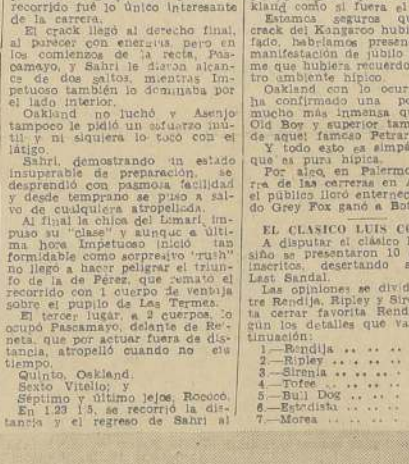 recorrido fué lo único interesante
de la carrera.
El crack llegó al derecho final,
al parecer con energías, pero en
los comienzos de la recta, Pas-
camayo, y Sahri le dieron alcan-
ce de dos saltos, mientras Im-
petuoso también lo dominaba por
el lado interior.
Oakland no luchó y Asenjo
tampoco le pidió un esfuerzo inú-
til y ni siquiera lo tocó con el
látigo.
Sahri, demostrando un estado
insuperable de preparación, se
desprendió con pasmosa facilidad
y desde temprano se puso a sal-
vo de cualquiera atropellada.
Al final la chica del Limari, im-
puso su "clase" y aunque a últi-
ma hora Impetuoso inició tan
formidable como sorpresivo "rush"
no llegó a hacer peligrar el triun-
fo de la de Pérez, que remató el
recorrido con 1 cuerpo de ventaja
sobre el pupilo de Las Termes.
El tercer lugar, a 2 cuerpos, lo
ocupó Pascamayo, delante de Re-
neta, que por actuar fuera de dis-
tancia, atropelló cuando no era
tiempo.
Quinto, Oakland.
Sexto Vitello; y
Séptimo y último lejos, Rococó.
En 1.23 1|5, se recorrió la dis-
tancia y el regreso de Sahri al
kland como si fuera el
Estamos seguros q
crack del Kangaroo hubi
fado, habríamos presen
manifestación de júbilo
me que hubiera recuerdo
tro ambiente hípico.
Oakland con lo ocur
ha confirmado una po
mucho más inmensa q
Old Boy y superior tam
de aquel famoso Petran
Y todo esto es simpá
que es pura hípica.
Por algo, en Palermo
rra de las carreras en
el público lloró enternec
do Grey Fox ganó a Bot
EL CLASICO LUIS CO
A disputar el clásico l
siño se presentaron 10
inscritos, desertando s
Last Sandal.
Las opiniones se divid
tre Rendija, Ripley y Sir
ta cerrar favorita Rend
gún los detalles que va
tinuación:
1.—Rendija .. .. .. ..
2.—Ripley .. .. .. ..
3.—Sirenia .. .. .. ..
4.—Tofee .. .. .. ..
5.—Bull Dog .. .. ..
6.—Estadista .. .. ..
7.—Morea .. .. .. ..